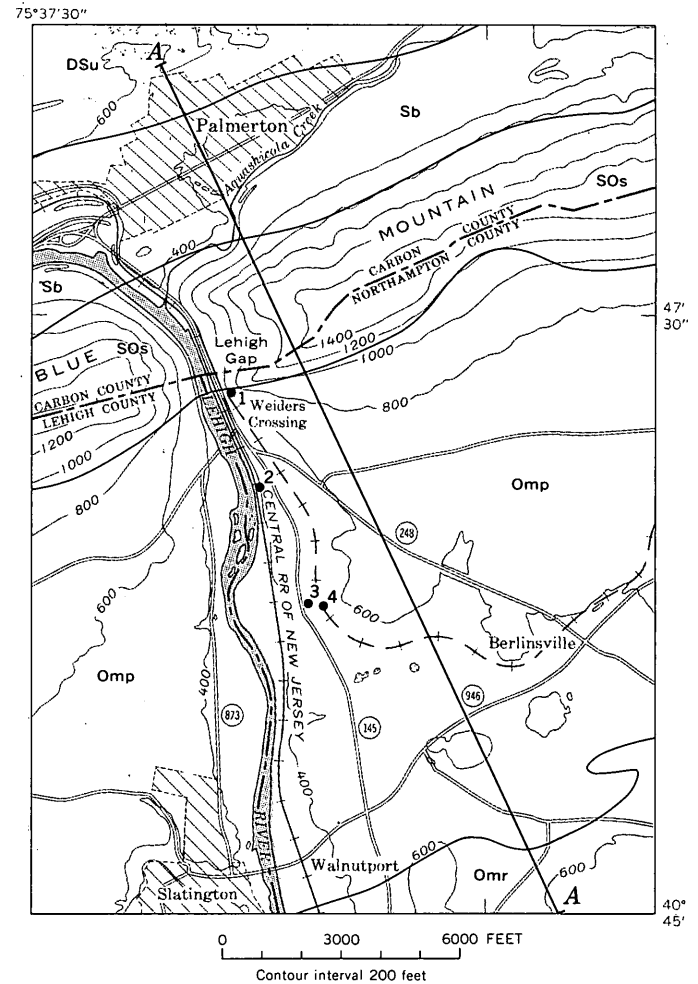 75°37'30"
DSu
A
600
Palmerton
Aquashicola Creek
Sb
MOUNTAIN
SOs
CARBON COUNTY
NORTHAMPTON COUNTY
400
47'
30"
Sb
Lehigh
Gap
1400
1200
1000
BLUE
SOs
CARBON COUNTY
LEHIGH COUNTY
1
Weiders
Crossing
800
1200
1000
800
LEHIGH
2
Omp
CENTRAL RR OF NEW JERSEY
248
3
4
600
600
Berlinsville
Omp
400
873
145
946
400
RIVER
Walnutport
600
Omr
600
Slatington
A
40°
45'
0 3000 6000 FEET
Contour interval 200 feet